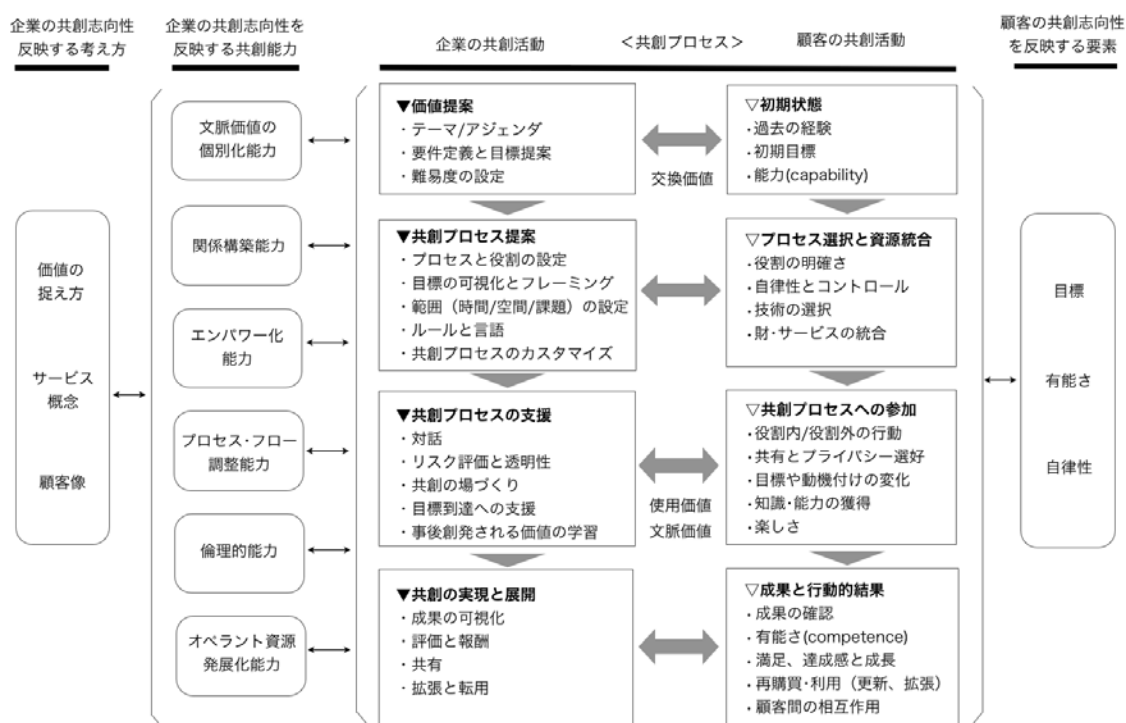 企業の共創志向性
反映する考え方
企業の共創志向性を
反映する共創能力
企業の共創活動
＜共創プロセス＞
顧客の共創活動
顧客の共創志向性
を反映する要素
価値の
捉え方
サービス
概念
顧客像
文脈価値の
個別化能力
関係構築能力
エンパワー化
能力
プロセス・フロー
調整能力
倫理的能力
オペラント資源
発展化能力
▼価値提案
・テーマ/アジェンダ
・要件定義と目標提案
・難易度の設定
交換価値
▽初期状態
・過去の経験
・初期目標
・能力(capability)
▼共創プロセス提案
・プロセスと役割の設定
・目標の可視化とフレーミング
・範囲（時間/空間/課題）の設定
・ルールと言語
・共創プロセスのカスタマイズ
▽プロセス選択と資源統合
・役割の明確さ
・自律性とコントロール
・技術の選択
・財・サービスの統合
▼共創プロセスの支援
・対話
・リスク評価と透明性
・共創の場づくり
・目標到達への支援
・事後創発される価値の学習
使用価値
文脈価値
▽共創プロセスへの参加
・役割内/役割外の行動
・共有とプライバシー選好
・目標や動機付けの変化
・知識・能力の獲得
・楽しさ
▼共創の実現と展開
・成果の可視化
・評価と報酬
・共有
・拡張と転用
▽成果と行動的結果
・成果の確認
・有能さ(competence)
・満足、達成感と成長
・再購買・利用（更新、拡張）
・顧客間の相互作用
目標
有能さ
自律性